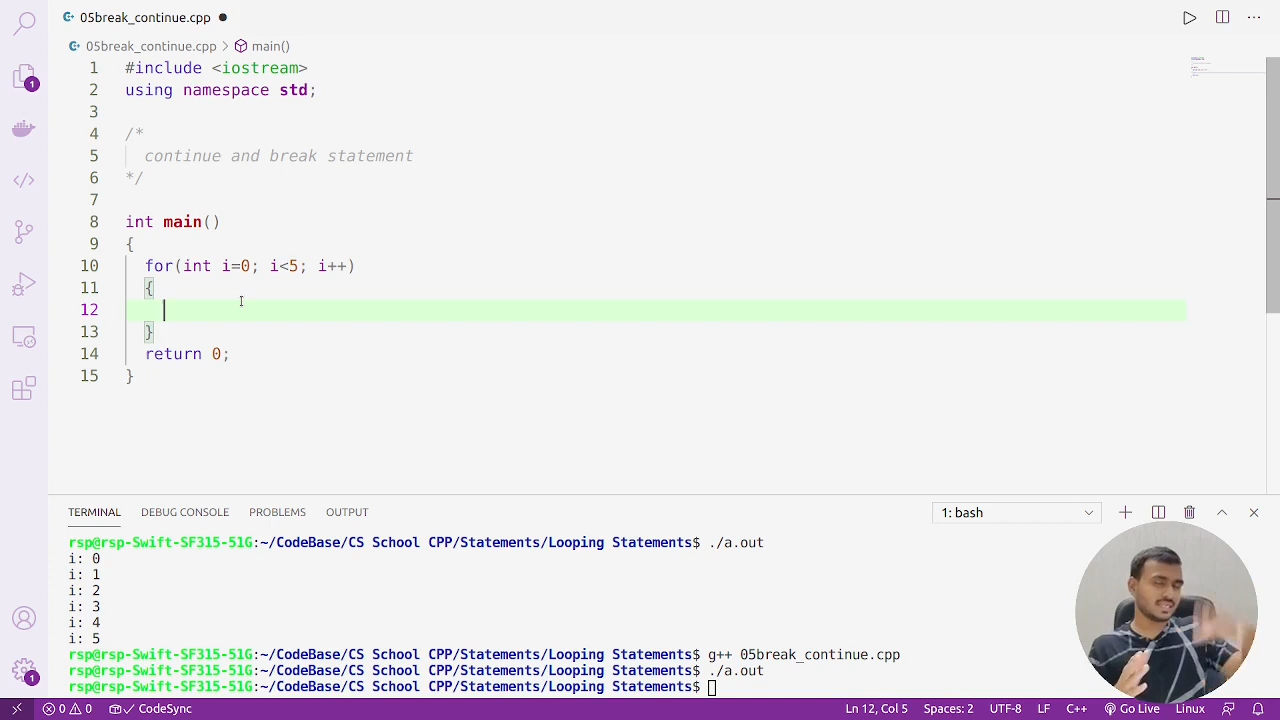 05break_continue.cpp
05break_continue.cpp > main()
1 #include <iostream>
2 using namespace std;
3
4 /*
5 continue and break statement
6 */
7
8 int main()
9 {
10 for(int i=0; i<5; i++)
11 {
12
13 }
14 return 0;
15 }
TERMINAL DEBUG CONSOLE PROBLEMS OUTPUT 1: bash
rsp@rsp-Swift-SF315-51G:~/CodeBase/CS School CPP/Statements/Looping Statements$ ./a.out
i: 0
i: 1
i: 2
i: 3
i: 4
i: 5
rsp@rsp-Swift-SF315-51G:~/CodeBase/CS School CPP/Statements/Looping Statements$ g++ 05break_continue.cpp
rsp@rsp-Swift-SF315-51G:~/CodeBase/CS School CPP/Statements/Looping Statements$ ./a.out
rsp@rsp-Swift-SF315-51G:~/CodeBase/CS School CPP/Statements/Looping Statements$
1
1
0 0 CodeSync Ln 12, Col 5 Spaces: 2 UTF-8 LF C++ Go Live Linux